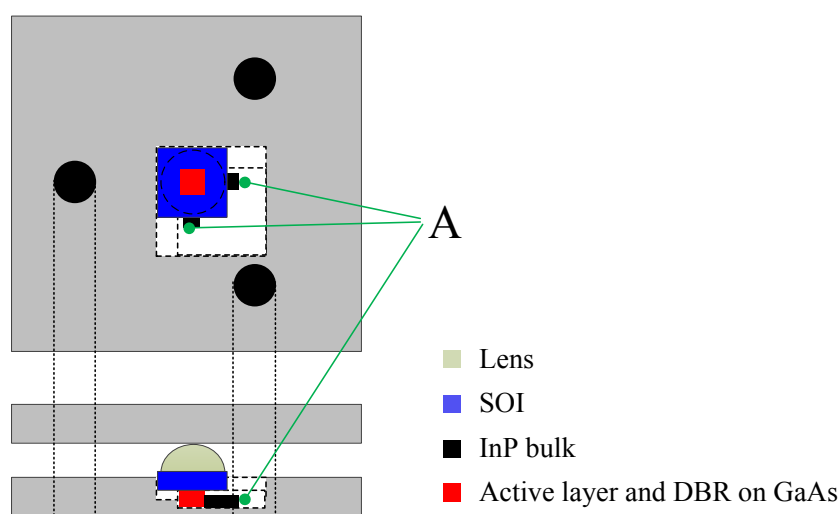 A
Lens
SOI
InP bulk
Active layer and DBR on GaAs